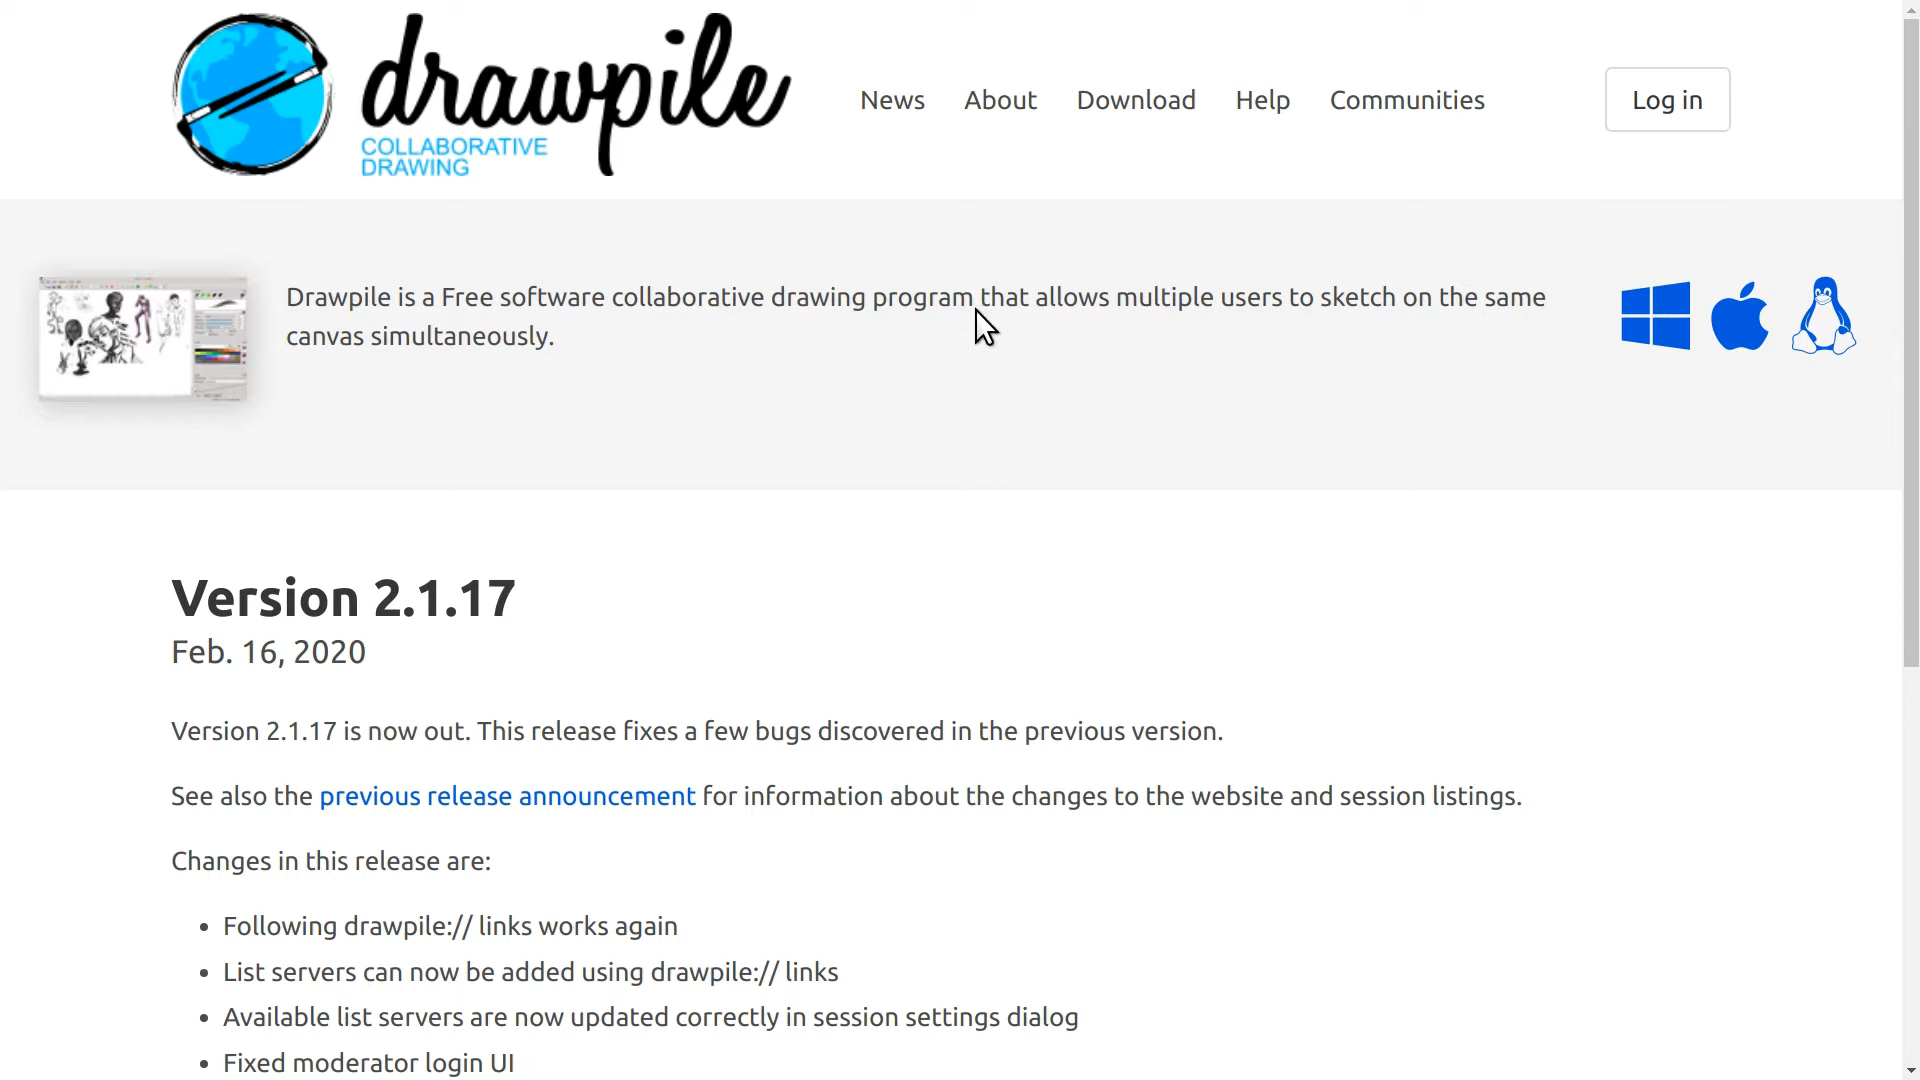 drawpile
COLLABORATIVE
DRAWING
News About Download Help Communities Log in
Drawpile is a Free software collaborative drawing program that allows multiple users to sketch on the same
canvas simultaneously.
Version 2.1.17
Feb. 16, 2020
Version 2.1.17 is now out. This release fixes a few bugs discovered in the previous version.
See also the previous release announcement for information about the changes to the website and session listings.
Changes in this release are:
• Following drawpile:// links works again
• List servers can now be added using drawpile:// links
• Available list servers are now updated correctly in session settings dialog
• Fixed moderator login UI